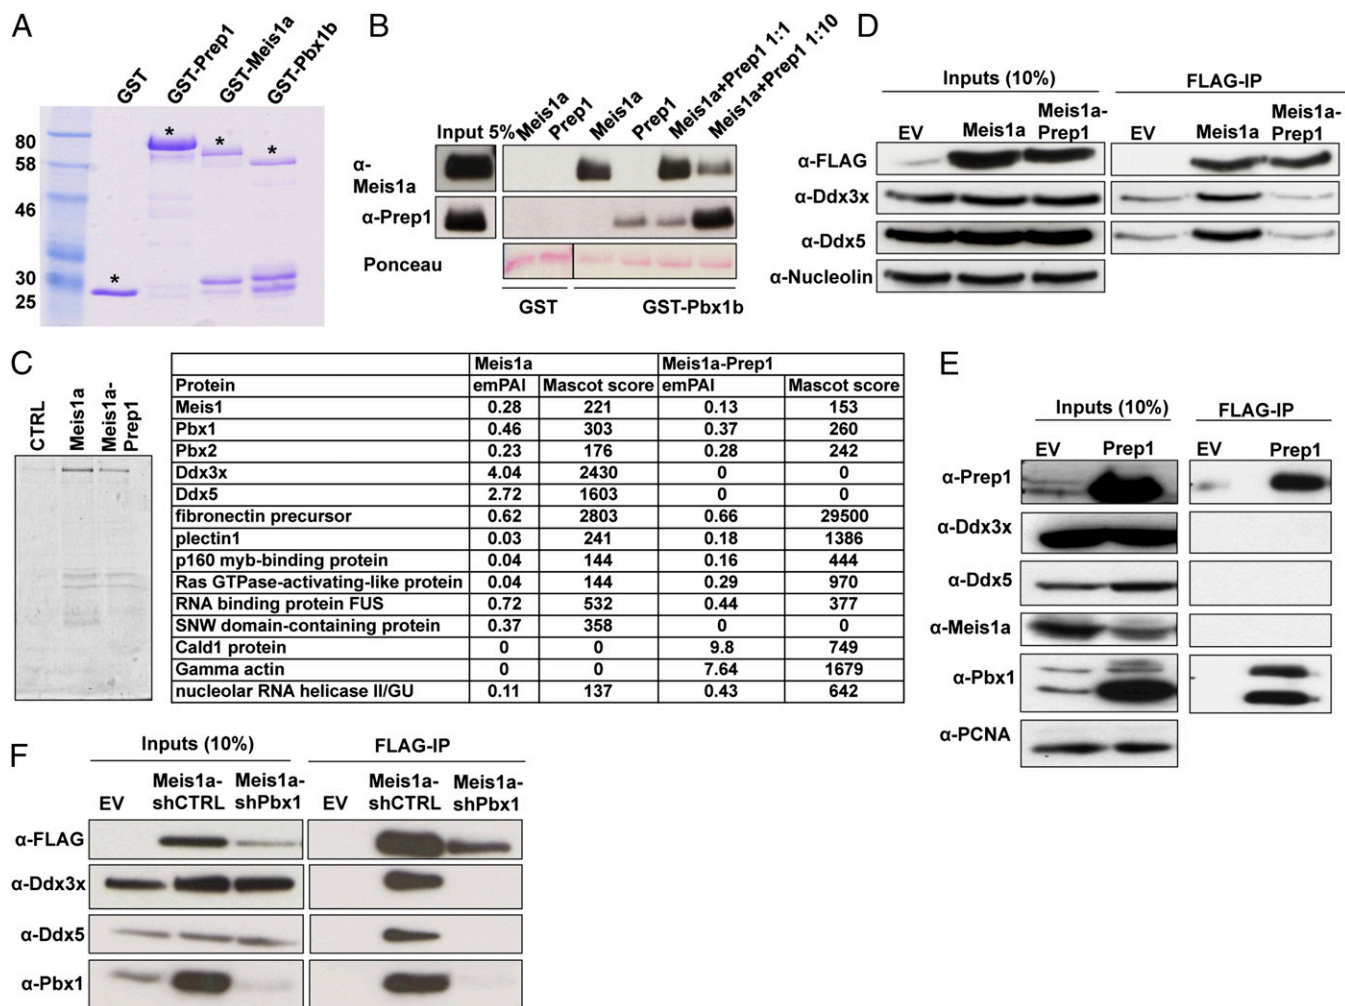 A
GST
GST-Prep1
GST-Meis1a
GST-Pbx1b
80
58
46
30
25
*
*
*
*
B
Input 5%
Meis1a
Prep1
Meis1a
Prep1
Meis1a+Prep1 1:1
Meis1a+Prep1 1:10
α-
Meis1a
α-Prep1
Ponceau
GST
GST-Pbx1b
D
Inputs (10%)
FLAG-IP
EV
Meis1a
Meis1a-
Prep1
EV
Meis1a
Meis1a-
Prep1
α-FLAG
α-Ddx3x
α-Ddx5
α-Nucleolin
C
CTRL
Meis1a
Meis1a-
Prep1
Meis1a Meis1a-Prep1
Protein emPAI Mascot score emPAI Mascot score
Meis1 0.28 221 0.13 153
Pbx1 0.46 303 0.37 260
Pbx2 0.23 176 0.28 242
Ddx3x 4.04 2430 0 0
Ddx5 2.72 1603 0 0
fibronectin precursor 0.62 2803 0.66 29500
plectin1 0.03 241 0.18 1386
p160 myb-binding protein 0.04 144 0.16 444
Ras GTPase-activating-like protein 0.04 144 0.29 970
RNA binding protein FUS 0.72 532 0.44 377
SNW domain-containing protein 0.37 358 0 0
Cald1 protein 0 0 9.8 749
Gamma actin 0 0 7.64 1679
nucleolar RNA helicase II/GU 0.11 137 0.43 642
E
Inputs (10%)
FLAG-IP
EV
Prep1
EV
Prep1
α-Prep1
α-Ddx3x
α-Ddx5
α-Meis1a
α-Pbx1
α-PCNA
F
Inputs (10%)
FLAG-IP
EV
Meis1a-
shCTRL
Meis1a-
shPbx1
EV
Meis1a-
shCTRL
Meis1a-
shPbx1
α-FLAG
α-Ddx3x
α-Ddx5
α-Pbx1